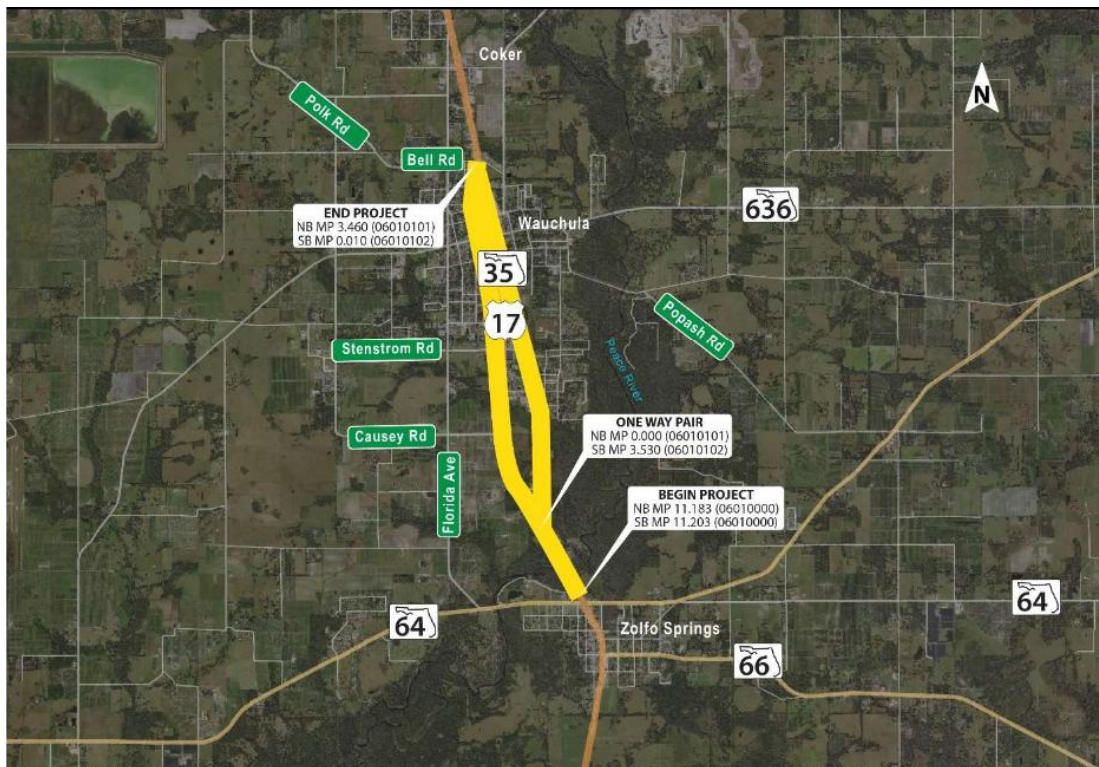 Coker
N
Polk Rd
Bell Rd
END PROJECT
NB MP 3.460 (06010101)
SB MP 0.010 (06010102)
636
Wauchula
35
17
Popash Rd
Stenstrom Rd
Peace River
ONE WAY PAIR
NB MP 0.000 (06010101)
SB MP 3.530 (06010102)
Causey Rd
Florida Ave
BEGIN PROJECT
NB MP 11.183 (06010000)
SB MP 11.203 (06010000)
64
64
Zolfo Springs
66